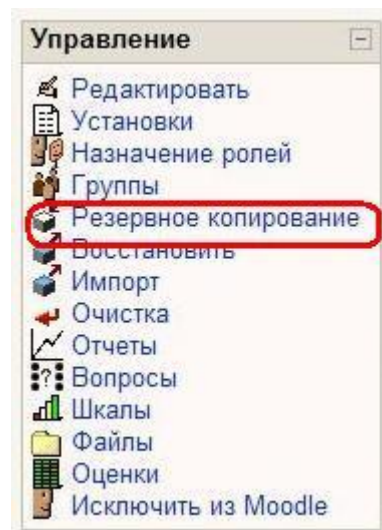 Управление
Редактировать
Установки
Назначение ролей
Группы
Резервное копирование
Восстановить
Импорт
Очистка
Отчеты
Вопросы
Шкалы
Файлы
Оценки
Исключить из Moodle